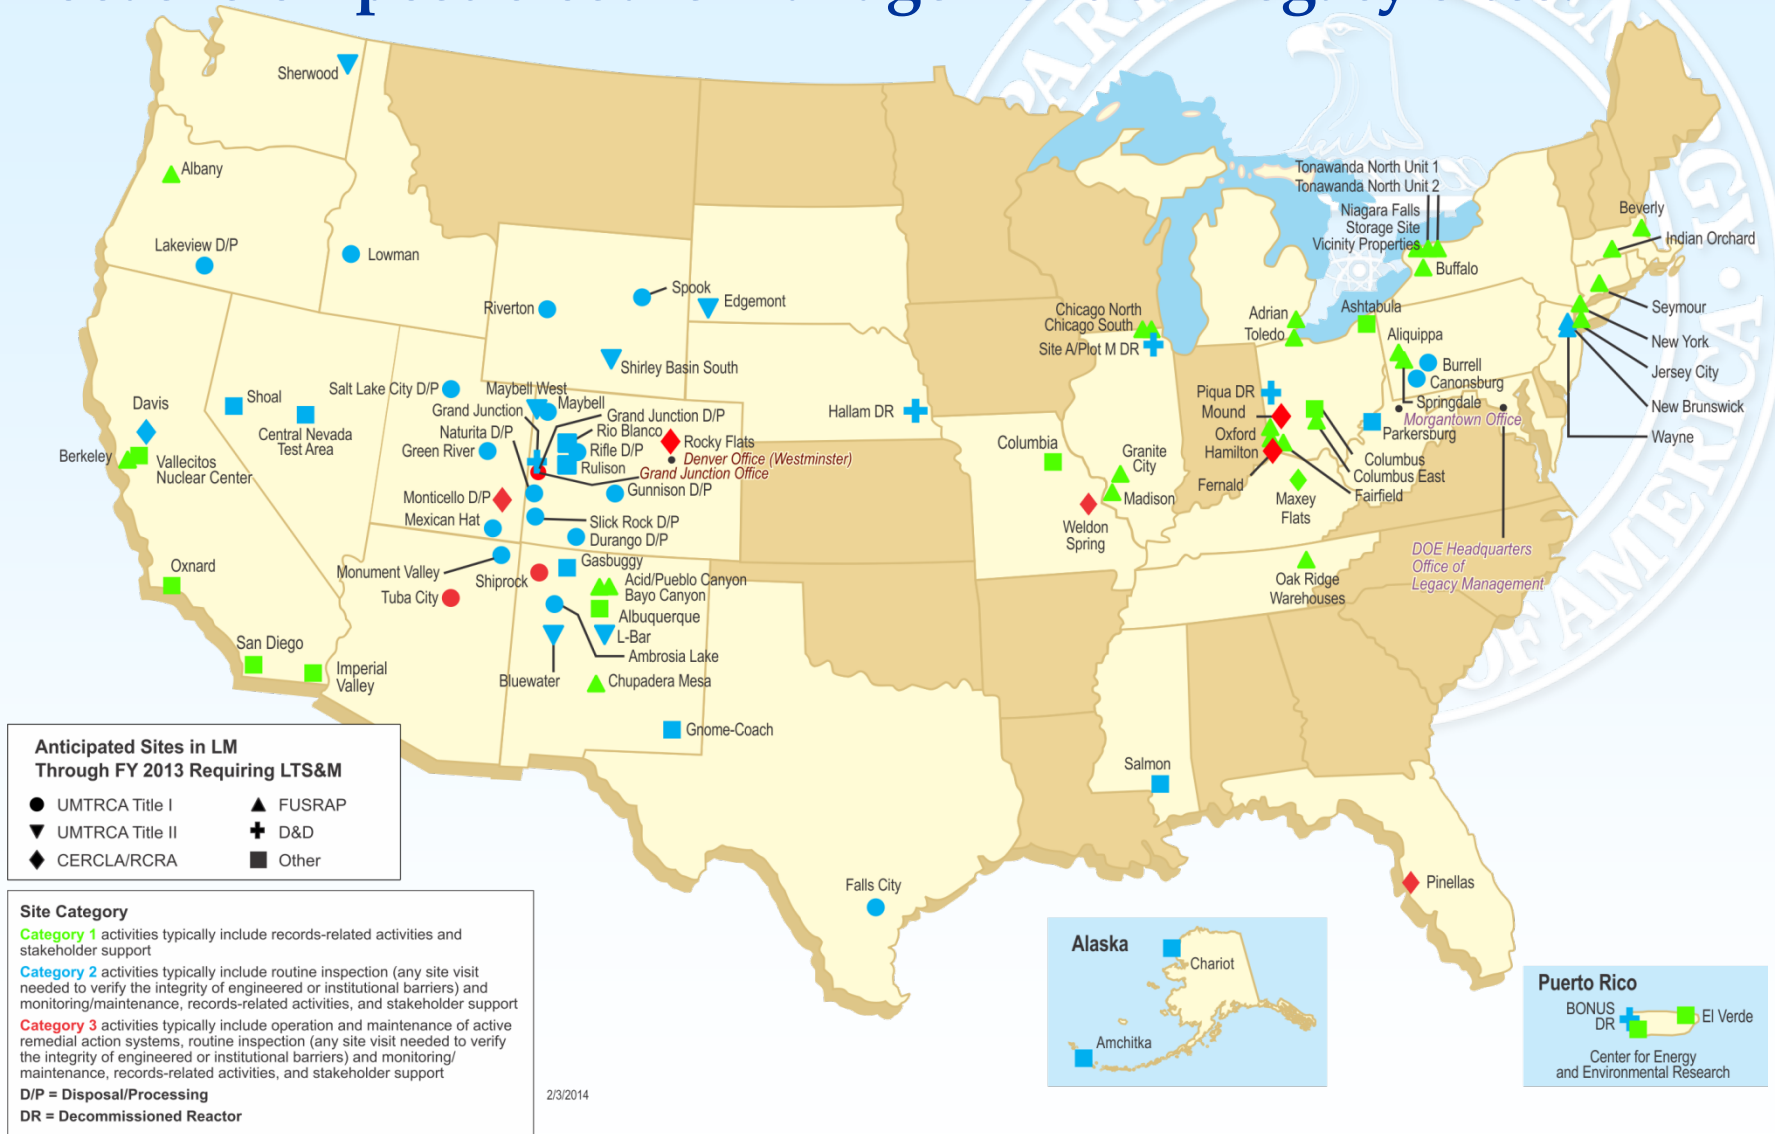 Sherwood
Albany
Lakeview D/P
Lowman
Riverton
Spook
Edgemont
Shirley Basin South
Salt Lake City D/P
Maybell West
Maybell
Grand Junction
Grand Junction D/P
Naturita D/P
Rio Blanco
Green River
Rifle D/P
Rulison
Rocky Flats
Denver Office (Westminster)
Grand Junction Office
Gunnison D/P
Monticello D/P
Mexican Hat
Slick Rock D/P
Durango D/P
Monument Valley
Shiprock
Gasbuggy
Tuba City
Acid/Pueblo Canyon
Bayo Canyon
Albuquerque
L-Bar
Ambrosia Lake
Bluewater
Chupadera Mesa
Gnome-Coach
Davis
Shoal
Central Nevada
Test Area
Berkeley
Vallecitos
Nuclear Center
Oxnard
San Diego
Imperial
Valley
Hallam DR
Chicago North
Chicago South
Site A/Plot M DR
Columbia
Granite
City
Madison
Weldon
Spring
Adrian
Toledo
Ashtabula
Aliquippa
Burrell
Canonsburg
Springdale
Morgantown Office
Parkersburg
Piqua DR
Mound
Oxford
Hamilton
Fernald
Columbus
Columbus East
Fairfield
Maxey
Flats
Oak Ridge
Warehouses
DOE Headquarters
Office of
Legacy Management
Tonawanda North Unit 1
Tonawanda North Unit 2
Niagara Falls
Storage Site
Vicinity Properties
Buffalo
Beverly
Indian Orchard
Seymour
New York
Jersey City
New Brunswick
Wayne
Salmon
Falls City
Pinellas
Alaska
Chariot
Amchitka
Puerto Rico
BONUS
DR
El Verde
Center for Energy
and Environmental Research
Anticipated Sites in LM
Through FY 2013 Requiring LTS&M
UMTRCA Title I
FUSRAP
UMTRCA Title II
D&D
CERCLA/RCRA
Other
Site Category
Category 1 activities typically include records-related activities and
stakeholder support
Category 2 activities typically include routine inspection (any site visit
needed to verify the integrity of engineered or institutional barriers) and
monitoring/maintenance, records-related activities, and stakeholder support
Category 3 activities typically include operation and maintenance of active
remedial action systems, routine inspection (any site visit needed to verify
the integrity of engineered or institutional barriers) and monitoring/
maintenance, records-related activities, and stakeholder support
D/P = Disposal/Processing
DR = Decommissioned Reactor
2/3/2014
OF AMERICA